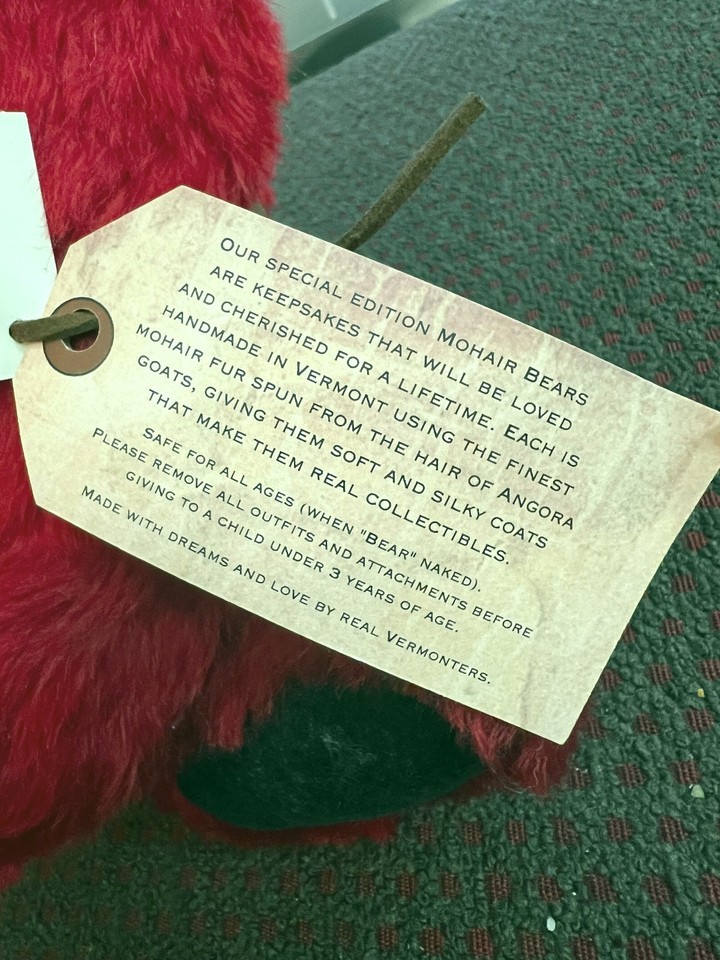 Our special edition Mohair Bears
are keepsakes that will be loved
and cherished for a lifetime. Each is
handmade in Vermont using the finest
mohair fur spun from the hair of Angora
goats, giving them soft and silky coats
that make them real collectibles.
Safe for all ages (when "Bear" naked).
Please remove all outfits and attachments before
giving to a child under 3 years of age.
Made with dreams and love by real Vermonters.